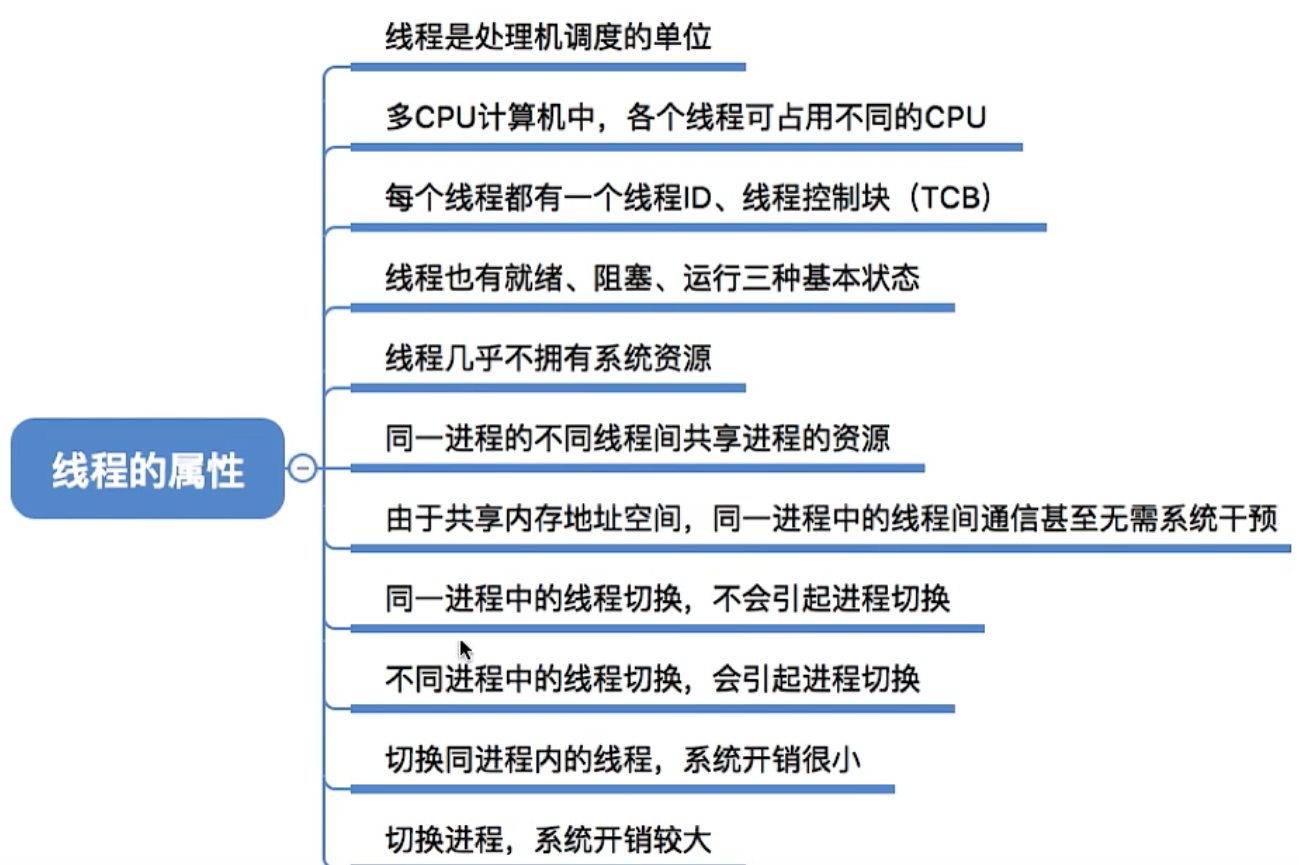 线程是处理机调度的单位
多CPU计算机中，各个线程可占用不同的CPU
每个线程都有一个线程ID、线程控制块（TCB）
线程也有就绪、阻塞、运行三种基本状态
线程几乎不拥有系统资源
线程的属性
同一进程的不同线程间共享进程的资源
由于共享内存地址空间，同一进程中的线程间通信甚至无需系统干预
同一进程中的线程切换，不会引起进程切换
不同进程中的线程切换，会引起进程切换
切换同进程内的线程，系统开销很小
切换进程，系统开销较大